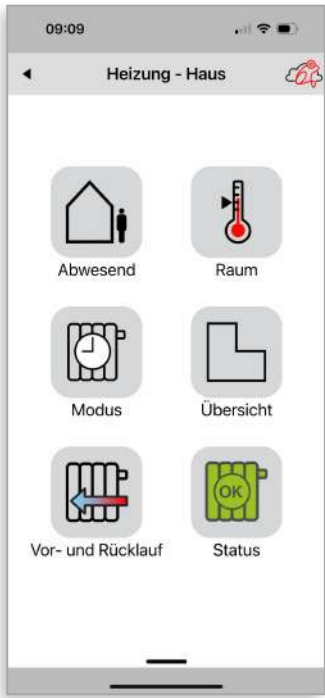 09:09
Heizung - Haus
Abwesend Raum
Modus Übersicht
OK
Vor- und Rücklauf Status